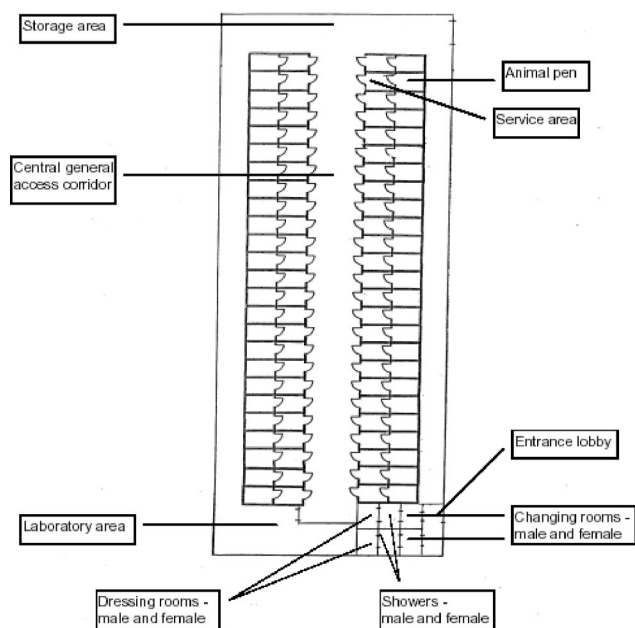 Storage area
Animal pen
Service area
Central general
access corridor
Entrance lobby
Laboratory area
Changing rooms -
male and female
Dressing rooms -
male and female
Showers -
male and female